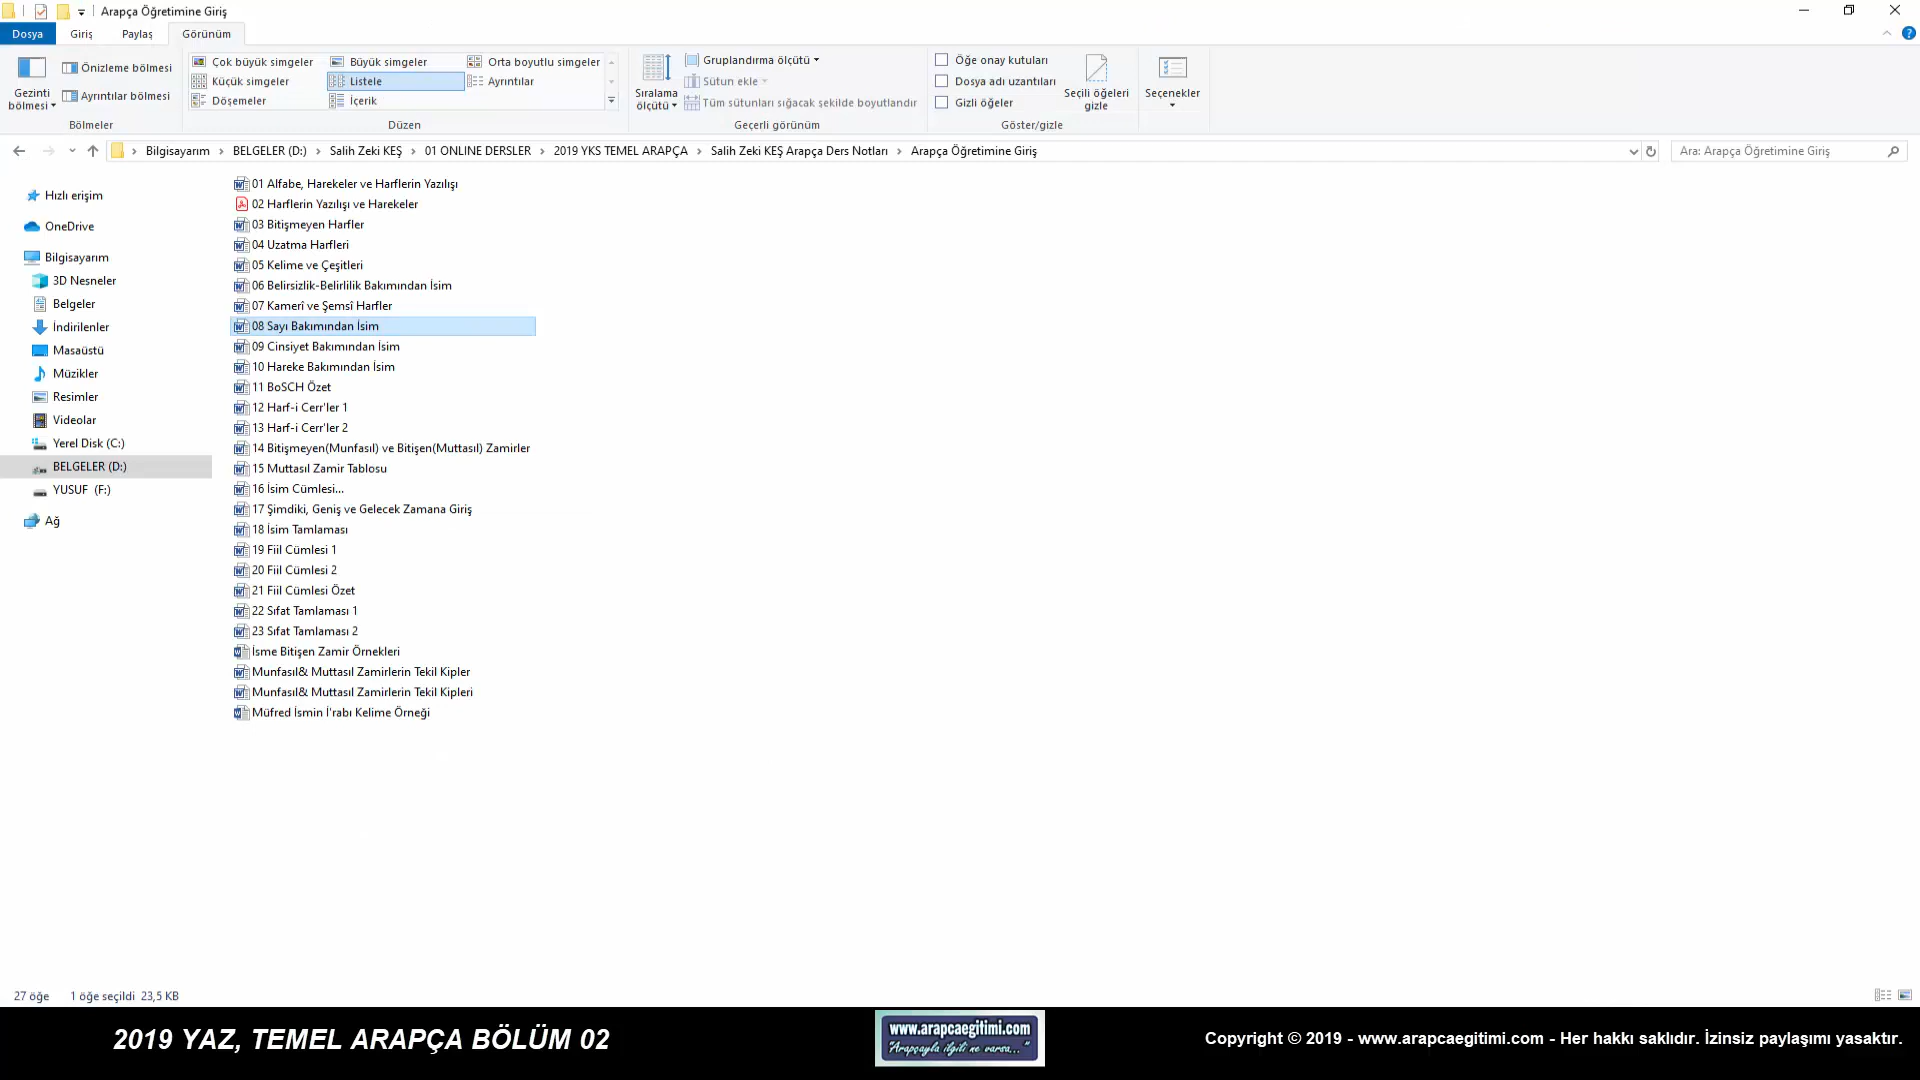 Arapça Öğretimine Giriş
Dosya Giriş Paylaş Görünüm
Gezinti bölmesi
Önizleme bölmesi
Ayrıntılar bölmesi
Bölmeler
Çok büyük simgeler Büyük simgeler Orta boyutlu simgeler
Küçük simgeler Listele Ayrıntılar
Döşemeler İçerik
Düzen
Sıralama ölçütü
Gruplandırma ölçütü
Sütun ekle
Tüm sütunları sığacak şekilde boyutlandır
Geçerli görünüm
Öğe onay kutuları
Dosya adı uzantıları
Gizli öğeler
Seçili öğeleri gizle
Göster/gizle
Seçenekler
Bilgisayarım › BELGELER (D:) › Salih Zeki KEŞ › 01 ONLINE DERSLER › 2019 YKS TEMEL ARAPÇA › Salih Zeki KEŞ Arapça Ders Notları › Arapça Öğretimine Giriş
Ara: Arapça Öğretimine Giriş
Hızlı erişim
OneDrive
Bilgisayarım
3D Nesneler
Belgeler
İndirilenler
Masaüstü
Müzikler
Resimler
Videolar
Yerel Disk (C:)
BELGELER (D:)
YUSUF (F:)
Ağ
01 Alfabe, Harekeler ve Harflerin Yazılışı
02 Harflerin Yazılışı ve Harekeler
03 Bitişmeyen Harfler
04 Uzatma Harfleri
05 Kelime ve Çeşitleri
06 Belirsizlik-Belirlilik Bakımından İsim
07 Kamerî ve Şemsî Harfler
08 Sayı Bakımından İsim
09 Cinsiyet Bakımından İsim
10 Hareke Bakımından İsim
11 BoSCH Özet
12 Harf-i Cerr'ler 1
13 Harf-i Cerr'ler 2
14 Bitişmeyen(Munfasıl) ve Bitişen(Muttasıl) Zamirler
15 Muttasıl Zamir Tablosu
16 İsim Cümlesi...
17 Şimdiki, Geniş ve Gelecek Zamana Giriş
18 İsim Tamlaması
19 Fiil Cümlesi 1
20 Fiil Cümlesi 2
21 Fiil Cümlesi Özet
22 Sıfat Tamlaması 1
23 Sıfat Tamlaması 2
İsme Bitişen Zamir Örnekleri
Munfasıl& Muttasıl Zamirlerin Tekil Kipler
Munfasıl& Muttasıl Zamirlerin Tekil Kipleri
Müfred İsmin İ'rabı Kelime Örneği
27 öğe 1 öğe seçildi 23,5 KB
2019 YAZ, TEMEL ARAPÇA BÖLÜM 02
www.arapcaegitimi.com
"Arapçayla ilgili ne varsa..."
Copyright © 2019 - www.arapcaegitimi.com - Her hakkı saklıdır. İzinsiz paylaşımı yasaktır.